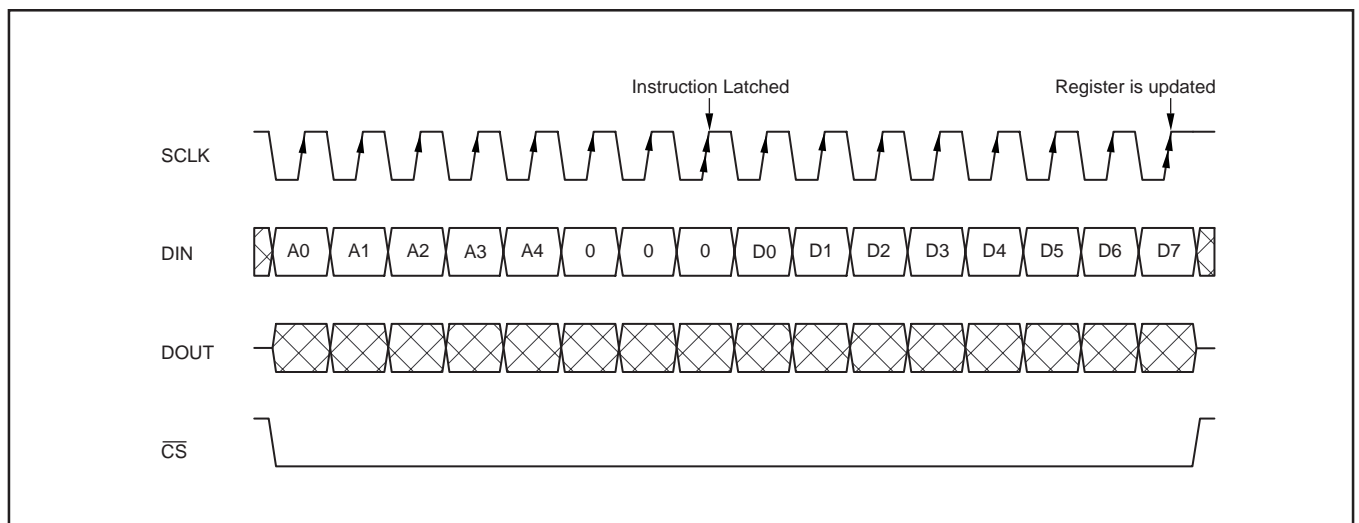 Instruction Latched Register is updated
SCLK
DIN A0 A1 A2 A3 A4 0 0 0 D0 D1 D2 D3 D4 D5 D6 D7
DOUT
C̅S̅